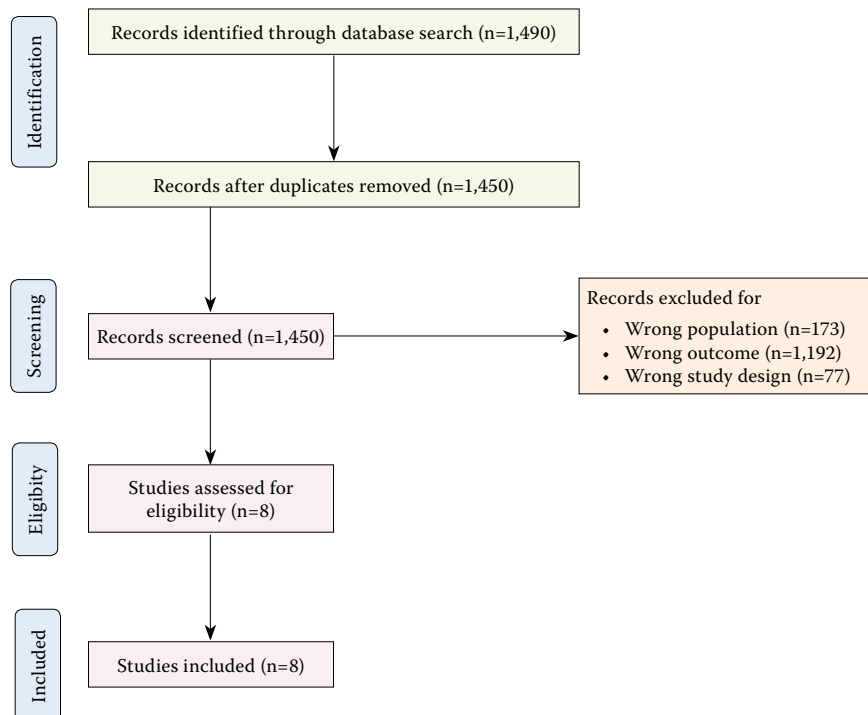 Identification
Records identified through database search (n=1,490)
Records after duplicates removed (n=1,450)
Screening
Records screened (n=1,450)
Records excluded for
• Wrong population (n=173)
• Wrong outcome (n=1,192)
• Wrong study design (n=77)
Eligibity
Studies assessed for
eligibility (n=8)
Included
Studies included (n=8)